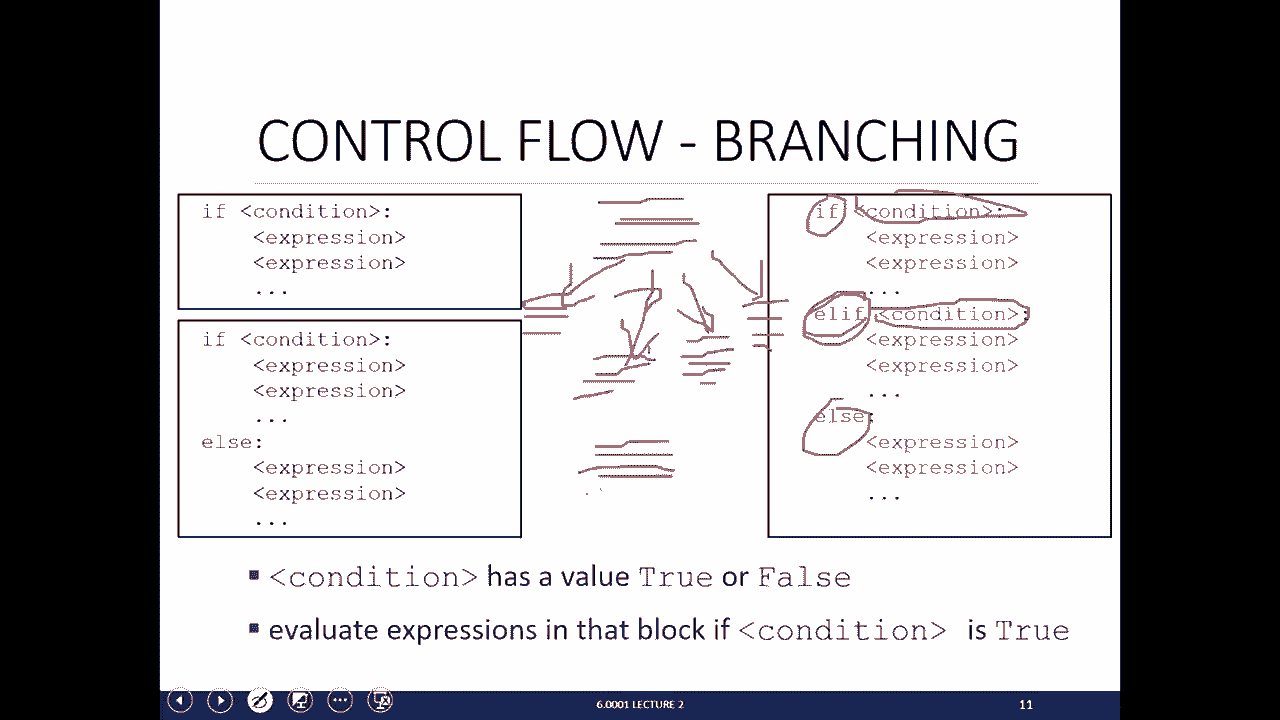 CONTROL FLOW - BRANCHING
if <condition>:
<expression>
<expression>
...
if <condition>:
<expression>
<expression>
...
else:
<expression>
<expression>
...
if <condition>:
<expression>
<expression>
...
elif <condition>:
<expression>
<expression>
...
else:
<expression>
<expression>
...
▪ <condition> has a value True or False
▪ evaluate expressions in that block if <condition> is True
6.0001 LECTURE 2
11